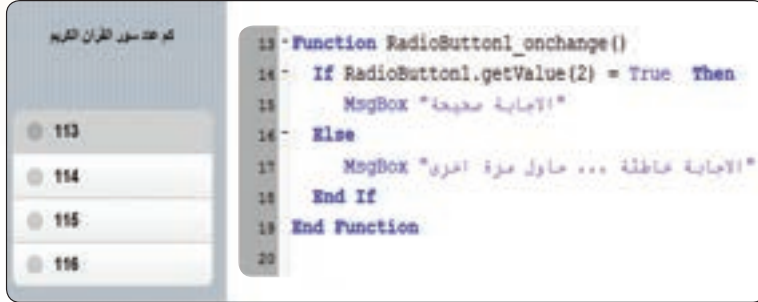 كم عدد سور القرآن الكريم
113
114
115
116
13 - Function RadioButton1_onchange()
14 - If RadioButton1.getValue(2) = True Then
15 MsgBox "الاجابة صحيحة"
16 - Else
17 MsgBox "الاجابة خاطئة ... حاول مرة اخرى"
18 End If
19 End Function
20